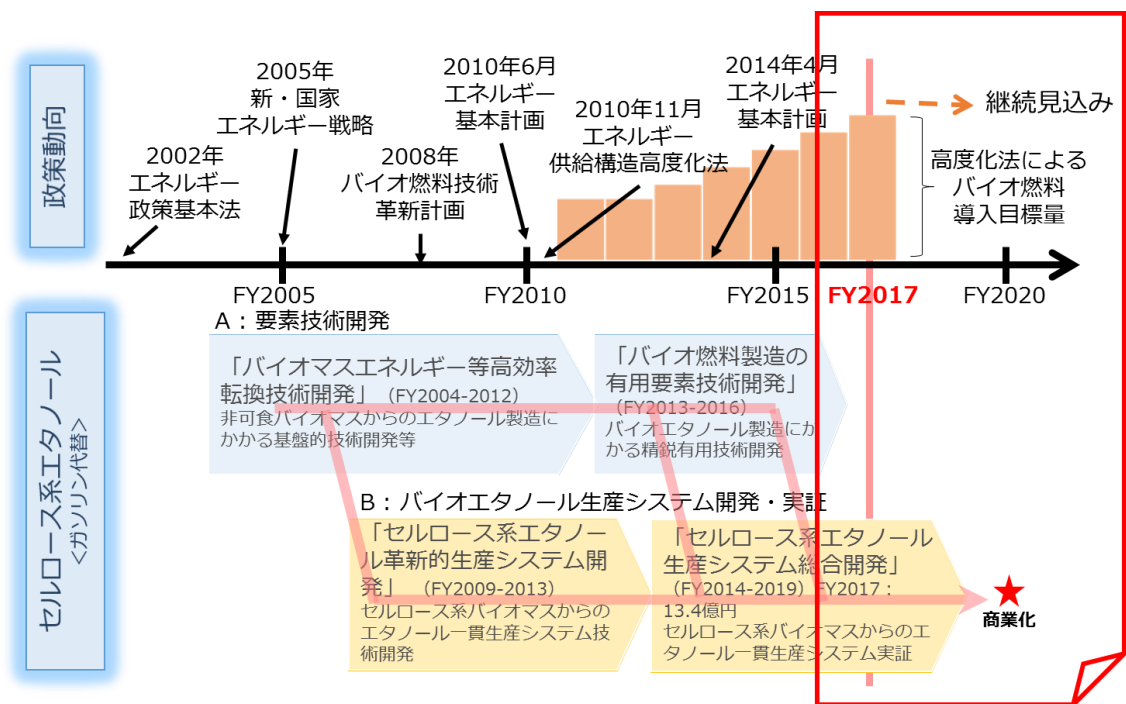 政策動向
2002年
エネルギー
政策基本法
2005年
新・国家
エネルギー戦略
2008年
バイオ燃料技術
革新計画
2010年6月
エネルギー
基本計画
2010年11月
エネルギー
供給構造高度化法
2014年4月
エネルギー
基本計画
継続見込み
高度化法による
バイオ燃料
導入目標量
FY2005
FY2010
FY2015
FY2017
FY2020
セルロース系エタノール
<ガソリン代替>
A：要素技術開発
「バイオマスエネルギー等高効率
転換技術開発」（FY2004-2012）
非可食バイオマスからのエタノール製造に
かかる基盤的技術開発等
「バイオ燃料製造の
有用要素技術開発」
（FY2013-2016）
バイオエタノール製造にか
かる精鋭有用技術開発
B：バイオエタノール生産システム開発・実証
「セルロース系エタノー
ル革新的生産システム開
発」（FY2009-2013）
セルロース系バイオマスからの
エタノール一貫生産システム技
術開発
「セルロース系エタノール
生産システム総合開発」
（FY2014-2019）FY2017：
13.4億円
セルロース系バイオマスからのエ
タノール一貫生産システム実証
商業化